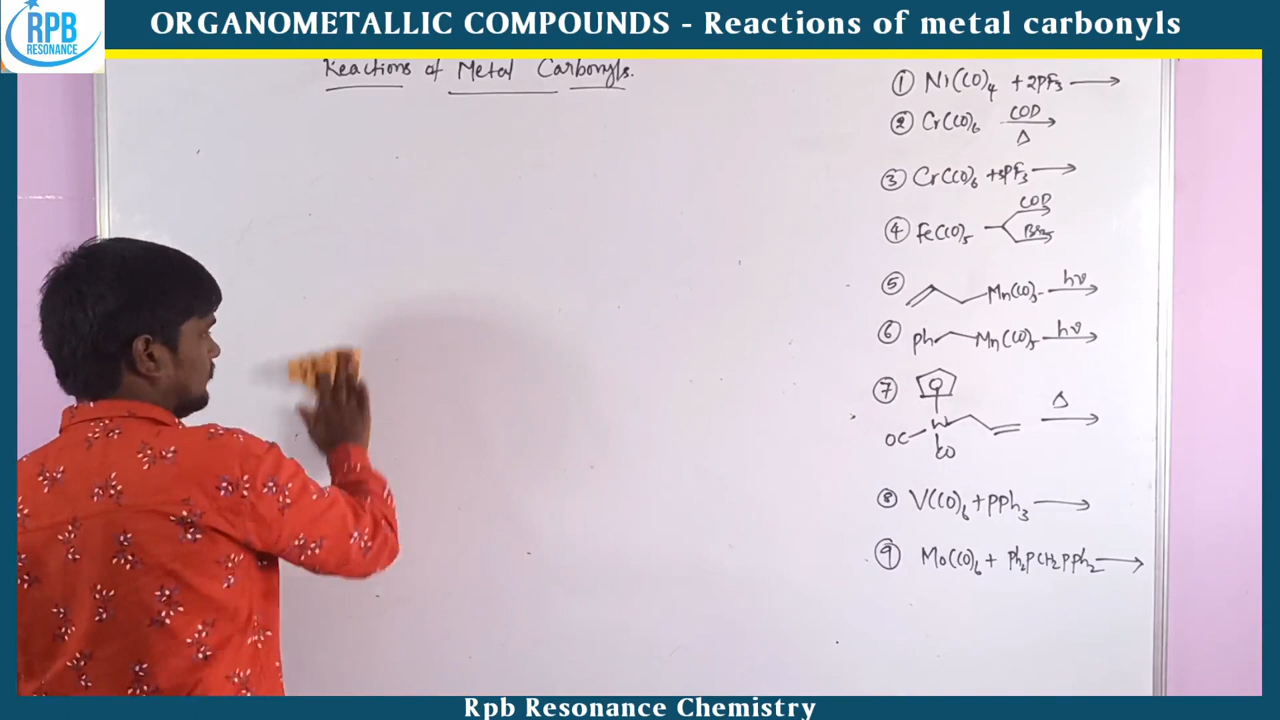 RPB
RESONANCE
ORGANOMETALLIC COMPOUNDS - Reactions of metal carbonyls
Reactions of Metal Carbonyls.
① Ni(CO)₄ + 2PF₃ ⟶
② Cr(CO)₆ COD Δ ⟶
③ Cr(CO)₆ + 3PF₃ ⟶
④ Fe(CO)₅ COD Br₂
⑤ Mn(CO)₅ hν ⟶
⑥ Ph Mn(CO)₅ hν ⟶
⑦ Δ ⟶
OC W
CO
⑧ V(CO)₆ + PPh₃ ⟶
⑨ Mo(CO)₆ + Ph₂PCH₂PPh₂ ⟶
Rpb Resonance Chemistry